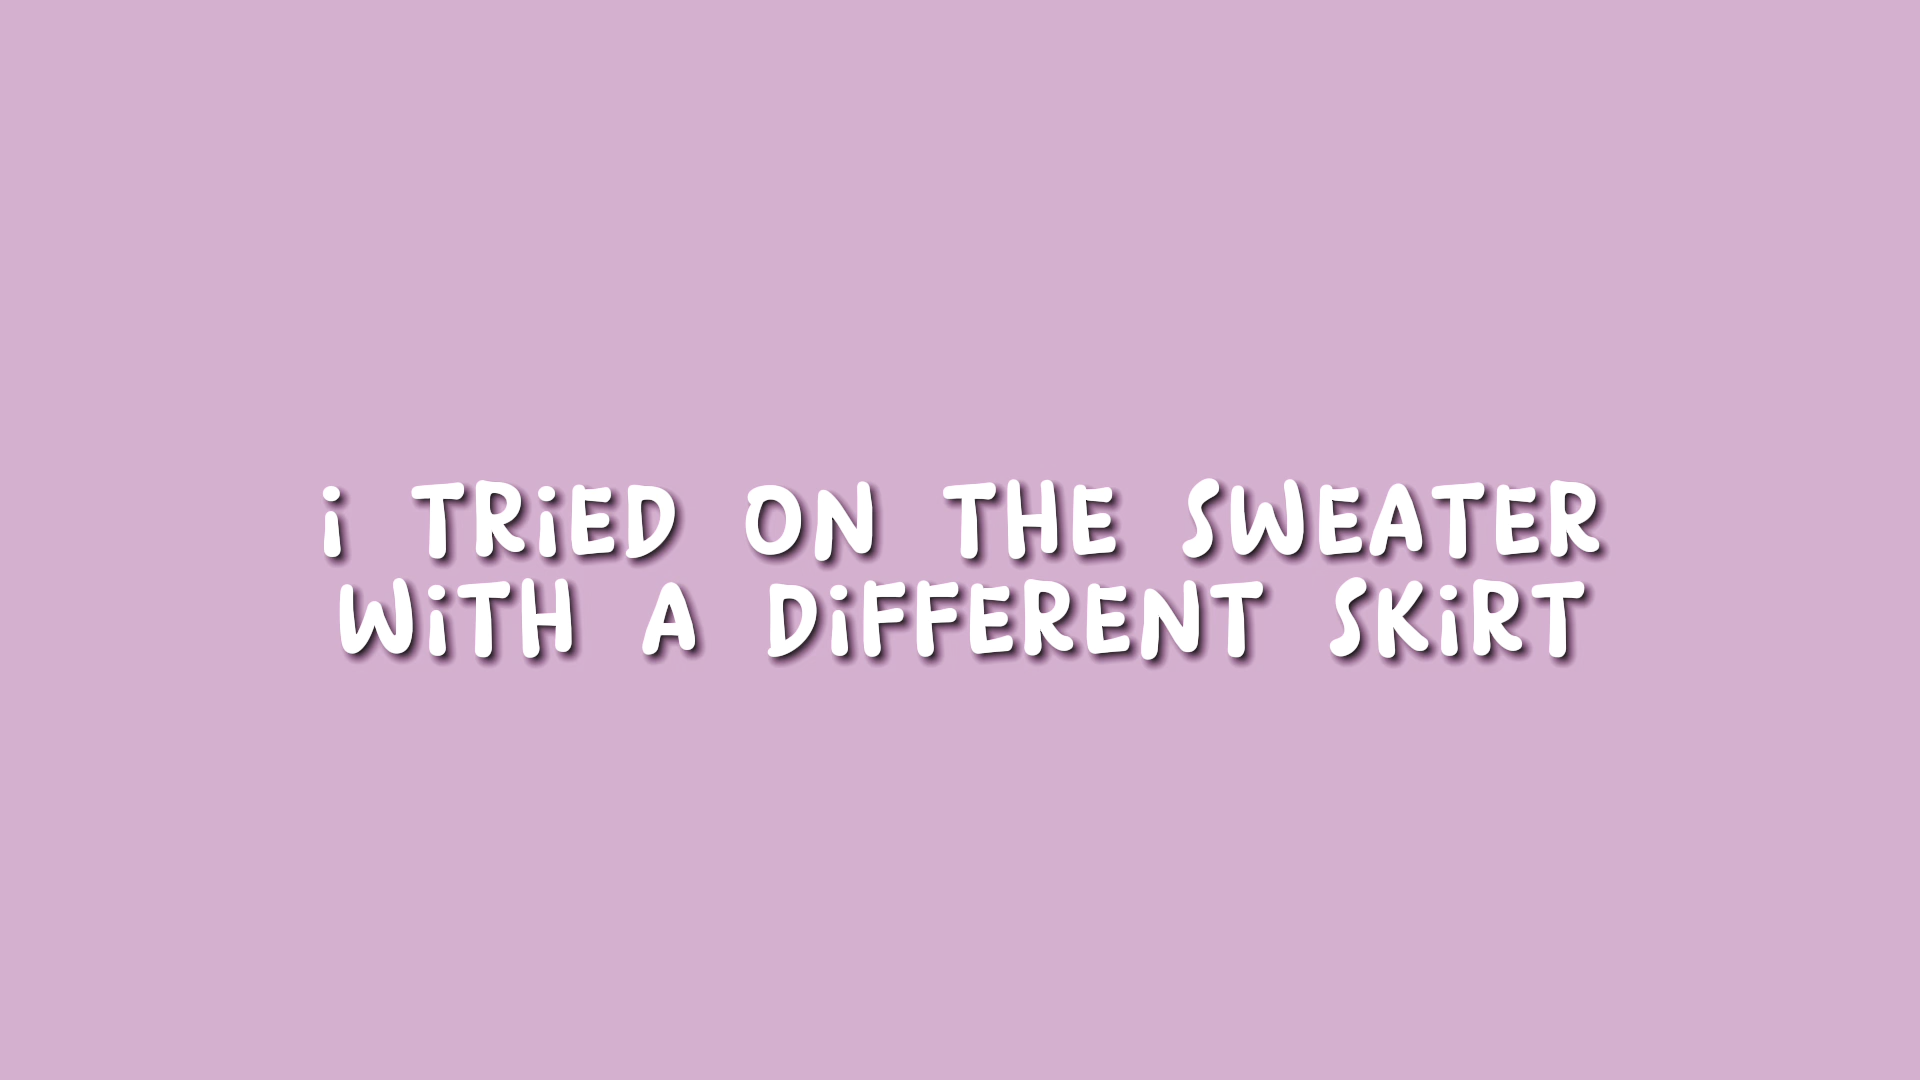 i TRiED ON THE SWEATER
WiTH A DiFFERENT SKiRT